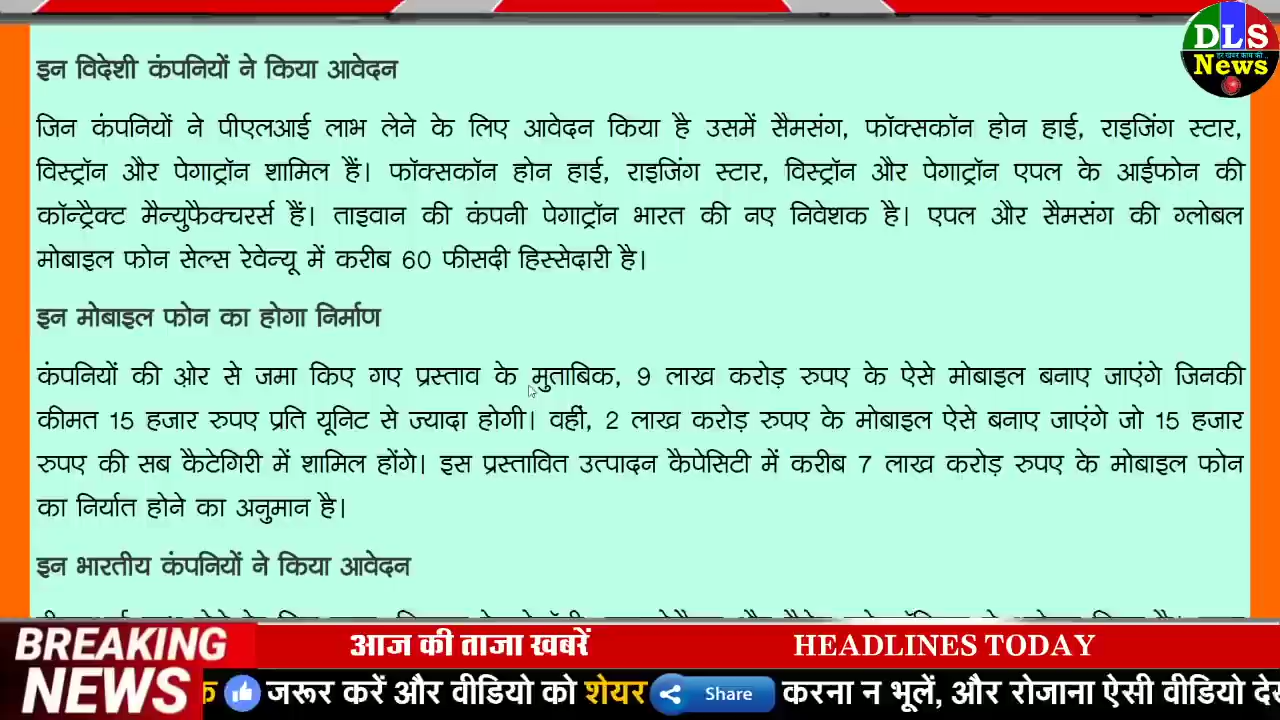 DLS
News
इन विदेशी कंपनियों ने किया आवेदन
जिन कंपनियों ने पीएलआई लाभ लेने के लिए आवेदन किया है उसमें सैमसंग, फॉक्सकॉन होन हाई, राइजिंग स्टार,
विस्ट्रॉन और पेगाट्रॉन शामिल हैं। फॉक्सकॉन होन हाई, राइजिंग स्टार, विस्ट्रॉन और पेगाट्रॉन एपल के आईफोन की
कॉन्ट्रैक्ट मैन्युफैक्चरर्स हैं। ताइवान की कंपनी पेगाट्रॉन भारत की नए निवेशक है। एपल और सैमसंग की ग्लोबल
मोबाइल फोन सेल्स रेवेन्यू में करीब 60 फीसदी हिस्सेदारी है।
इन मोबाइल फोन का होगा निर्माण
कंपनियों की ओर से जमा किए गए प्रस्ताव के मुताबिक, 9 लाख करोड़ रुपए के ऐसे मोबाइल बनाए जाएंगे जिनकी
कीमत 15 हजार रुपए प्रति यूनिट से ज्यादा होगी। वहीं, 2 लाख करोड़ रुपए के मोबाइल ऐसे बनाए जाएंगे जो 15 हजार
रुपए की सब कैटेगिरी में शामिल होंगे। इस प्रस्तावित उत्पादन कैपेसिटी में करीब 7 लाख करोड़ रुपए के मोबाइल फोन
का निर्यात होने का अनुमान है।
इन भारतीय कंपनियों ने किया आवेदन
BREAKING
NEWS
आज की ताजा खबरें HEADLINES TODAY
जरूर करें और वीडियो को शेयर Share करना न भूलें, और रोजाना ऐसी वीडियो